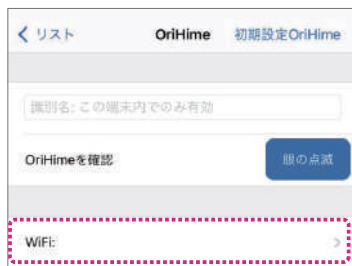 リスト OriHime 初期設定OriHime
識別名: この端末内でのみ有効
OriHimeを確認 眼の点滅
WiFi: